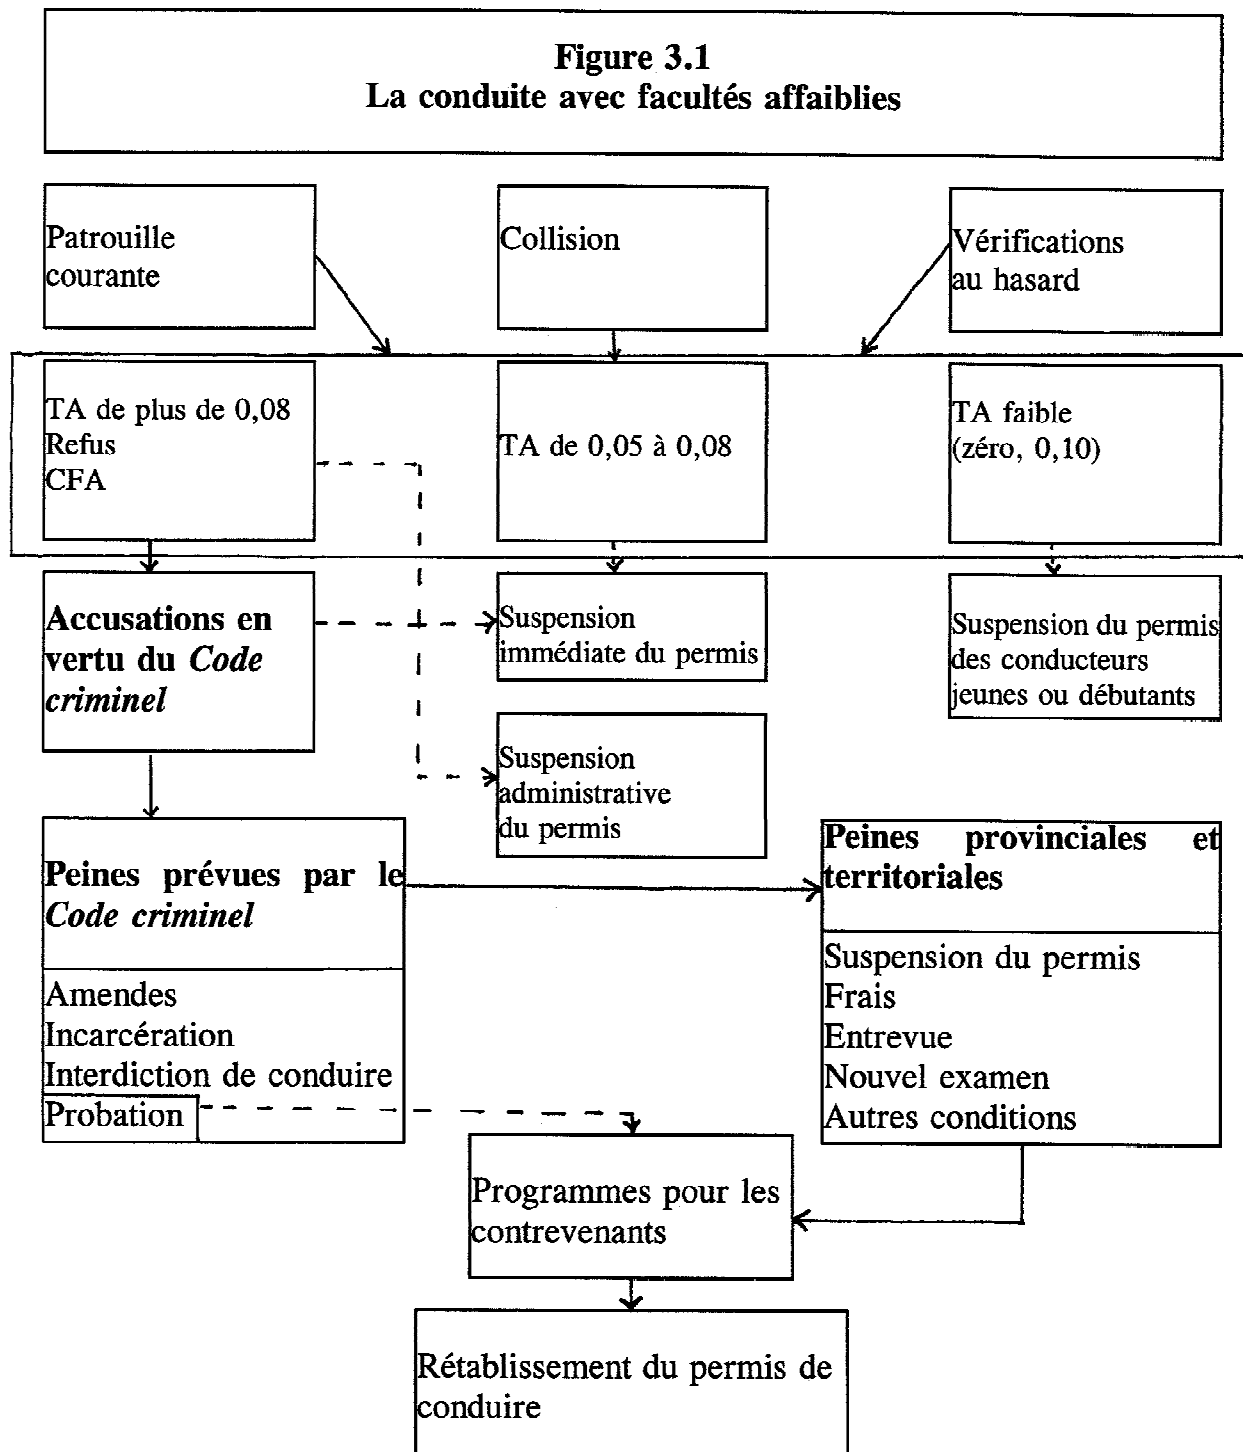 Figure 3.1
La conduite avec facultés affaiblies
Patrouille
courante
Collision
Vérifications
au hasard
TA de plus de 0,08
Refus
CFA
TA de 0,05 à 0,08
TA faible
(zéro, 0,10)
Accusations en
vertu du Code
criminel
Suspension
immédiate du permis
Suspension du permis
des conducteurs
jeunes ou débutants
Suspension
administrative
du permis
Peines prévues par le
Code criminel
Amendes
Incarcération
Interdiction de conduire
Probation
Peines provinciales et
territoriales
Suspension du permis
Frais
Entrevue
Nouvel examen
Autres conditions
Programmes pour les
contrevenants
Rétablissement du permis de
conduire